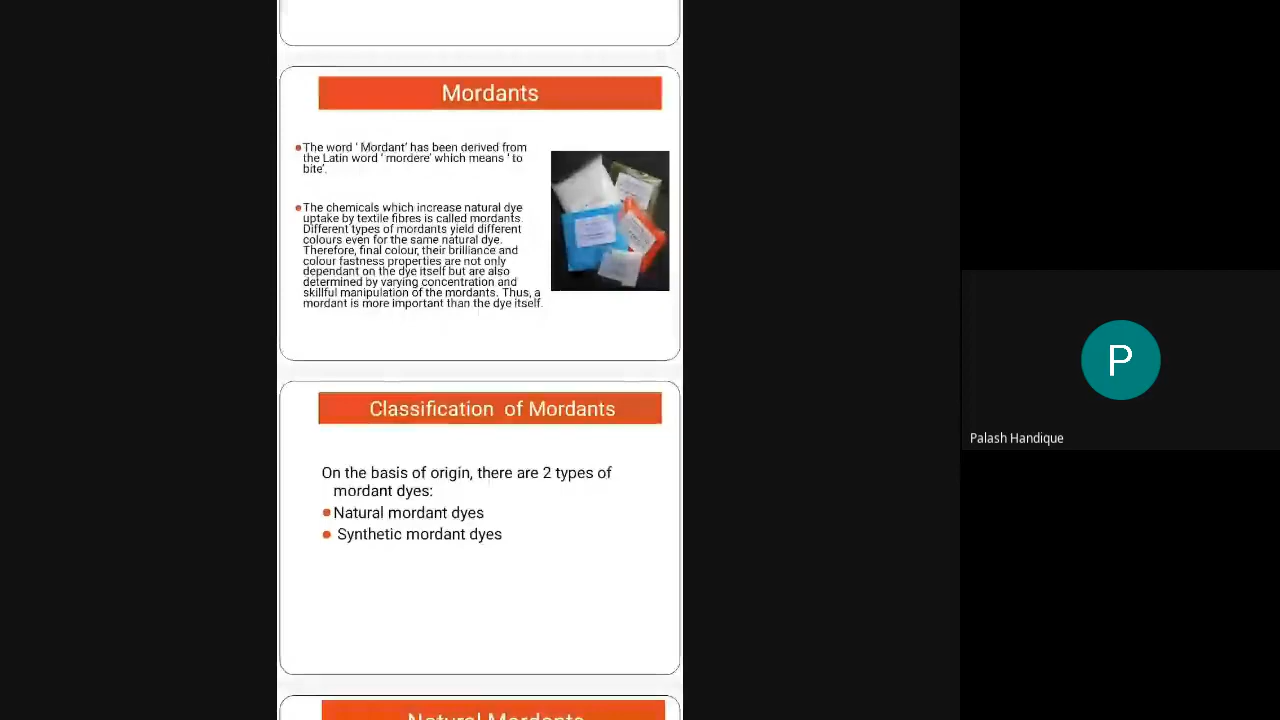 Mordants
The word ‘ Mordant’ has been derived from
the Latin word ‘ mordere’ which means ‘ to
bite’.
The chemicals which increase natural dye
uptake by textile fibres is called mordants.
Different types of mordants yield different
colours even for the same natural dye.
Therefore, final colour, their brilliance and
colour fastness properties are not only
dependant on the dye itself but are also
determined by varying concentration and
skillful manipulation of the mordants. Thus, a
mordant is more important than the dye itself.
Classification of Mordants
On the basis of origin, there are 2 types of
mordant dyes:
Natural mordant dyes
Synthetic mordant dyes
Natural Mordants
P
Palash Handique